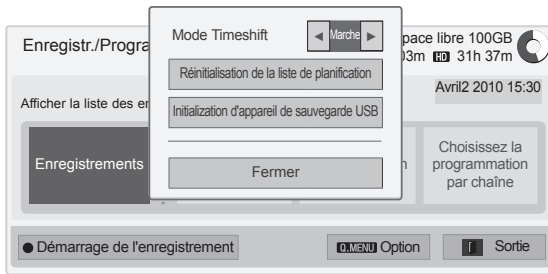 Enregistr./Progra
Mode Timeshift
Marche
Réinitialisation de la liste de planification
Initialization d'appareil de sauvegarde USB
Fermer
pace libre 100GB
03m HD 31h 37m
Avril2 2010 15:30
Afficher la liste des en
Enregistrements
Choisissez la
programmation
par chaîne
Démarrage de l'enregistrement
Q.MENU Option
Sortie